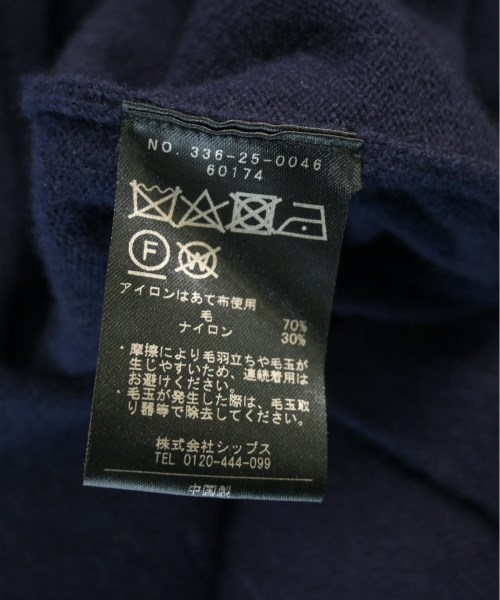 NO. 336-25-0046
60174
F W
アイロンはあて布使用
毛 70%
ナイロン 30%
・摩擦により毛羽立ちや毛玉が
生じやすいため、連続着用は
お避けください。
・毛玉が発生した際は、毛玉取
り器等で除去してください。
株式会社シップス
TEL 0120-444-099
中国製